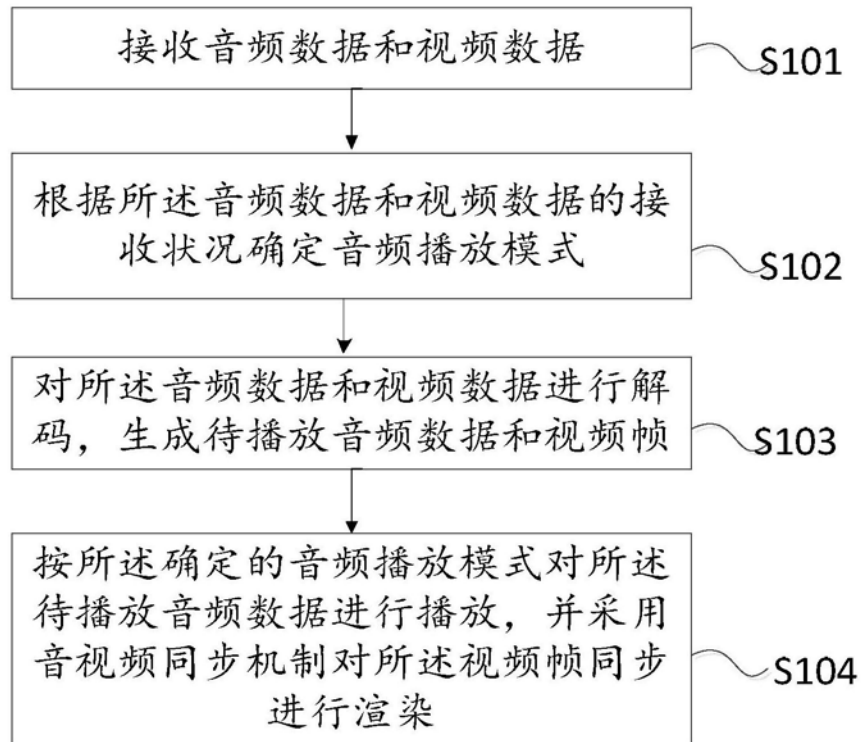 接收音频数据和视频数据
S101
根据所述音频数据和视频数据的接
收状况确定音频播放模式
S102
对所述音频数据和视频数据进行解
码，生成待播放音频数据和视频帧
S103
按所述确定的音频播放模式对所述
待播放音频数据进行播放，并采用
音视频同步机制对所述视频帧同步
进行渲染
S104